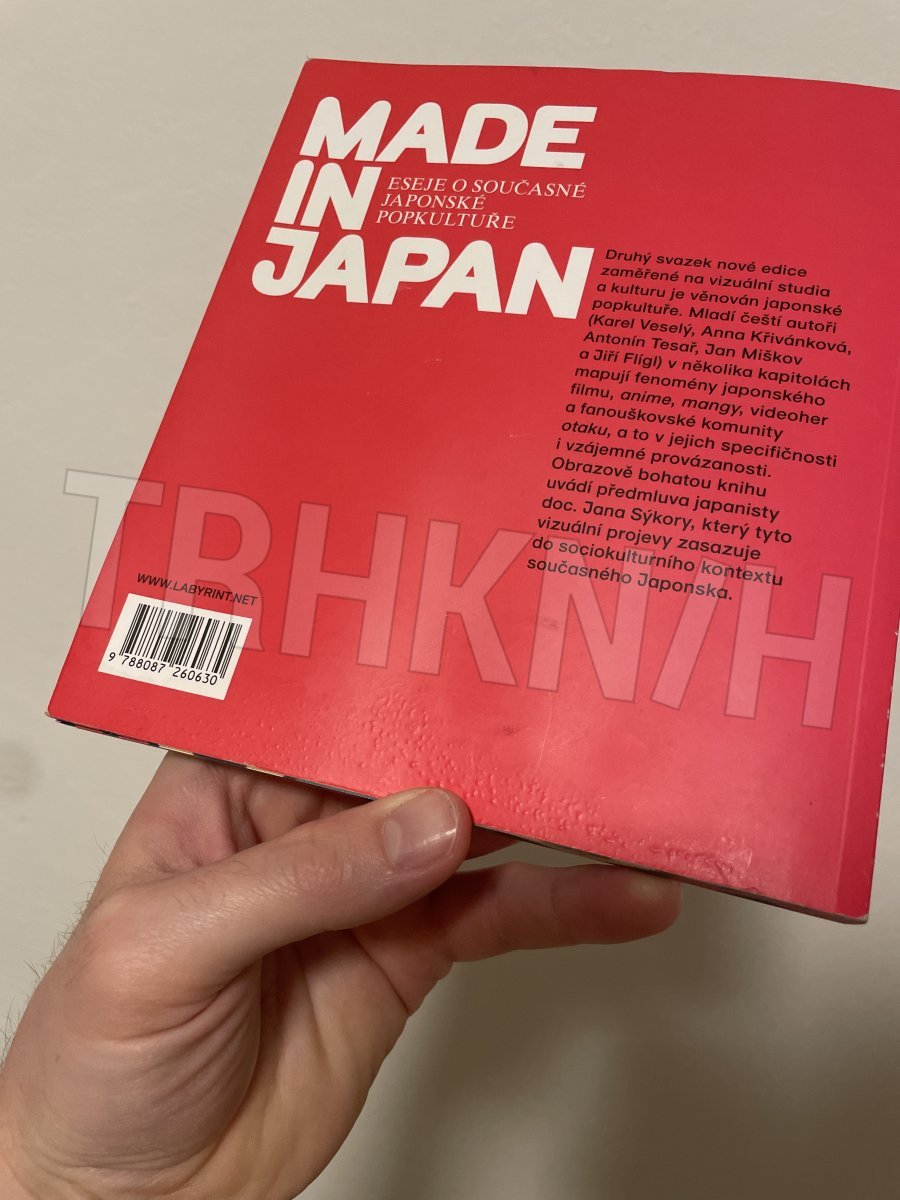 MADE
IN
JAPAN
ESEJE O SOUČASNÉ
JAPONSKÉ
POPKULTUŘE
Druhý svazek nové edice
zaměřené na vizuální studia
a kulturu je věnován japonské
popkultuře. Mladí čeští autoři
(Karel Veselý, Anna Křivánková,
Antonín Tesař, Jan Miškov
a Jiří Flígl) v několika kapitolách
mapují fenomény japonského
filmu, anime, mangy, videoher
a fanouškovské komunity
otaku, a to v jejich specifičnosti
i vzájemné provázanosti.
Obrazově bohatou knihu
uvádí předmluva japanisty
doc. Jana Sýkory, který tyto
vizuální projevy zasazuje
do sociokulturního kontextu
současného Japonska.
TRHKN/H
WWW.LABYRINT.NET
9 788087 260630